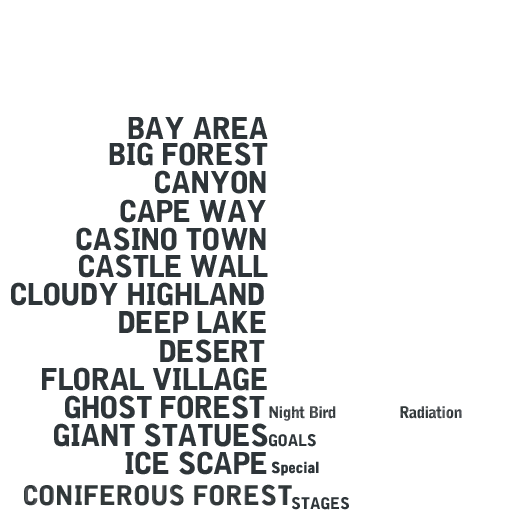 BAY AREA
BIG FOREST
CANYON
CAPE WAY
CASINO TOWN
CASTLE WALL
CLOUDY HIGHLAND
DEEP LAKE
DESERT
FLORAL VILLAGE
GHOST FOREST Night Bird Radiation
GIANT STATUES GOALS
ICE SCAPE Special
CONIFEROUS FOREST STAGES